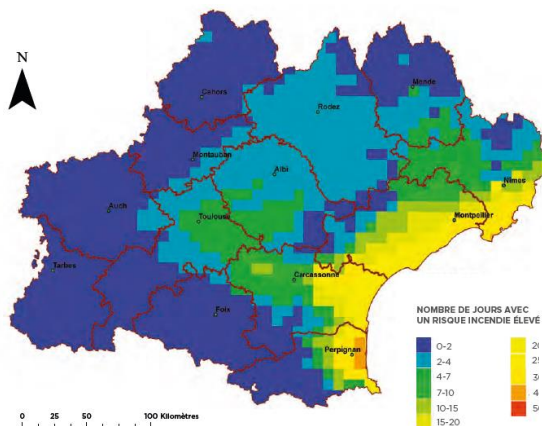 N
Cahors
Mende
Rodez
Montauban
Albi
Nîmes
Auch
Toulouse
Montpellier
Tarbes
Carcassonne
Foix
Perpignan
NOMBRE DE JOURS AVEC
UN RISQUE INCENDIE ÉLEVÉ
0-2
2-4
4-7
7-10
10-15
15-20
0 25 50 100 Kilomètres